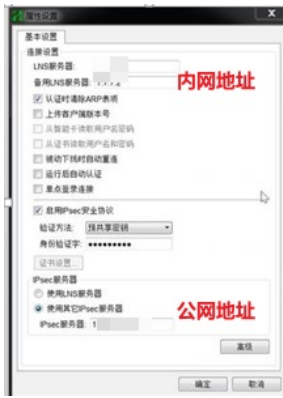 属性设置
基本设置
连接设置
LNS服务器:
备用LNS服务器:
内网地址
认证时清除ARP表项
上传客户端版本号
从智能卡读取用户名密码
从证书读取用户名和密码
被动下线时自动重连
运行后自动认证
单点登录连接
启用IPsec安全协议
验证方法: 预共享密钥
身份验证字: •••••••••
证书设置...
IPsec服务器
使用LNS服务器
使用其它IPsec服务器
公网地址
IPsec服务器: 1
高级
确定 取消